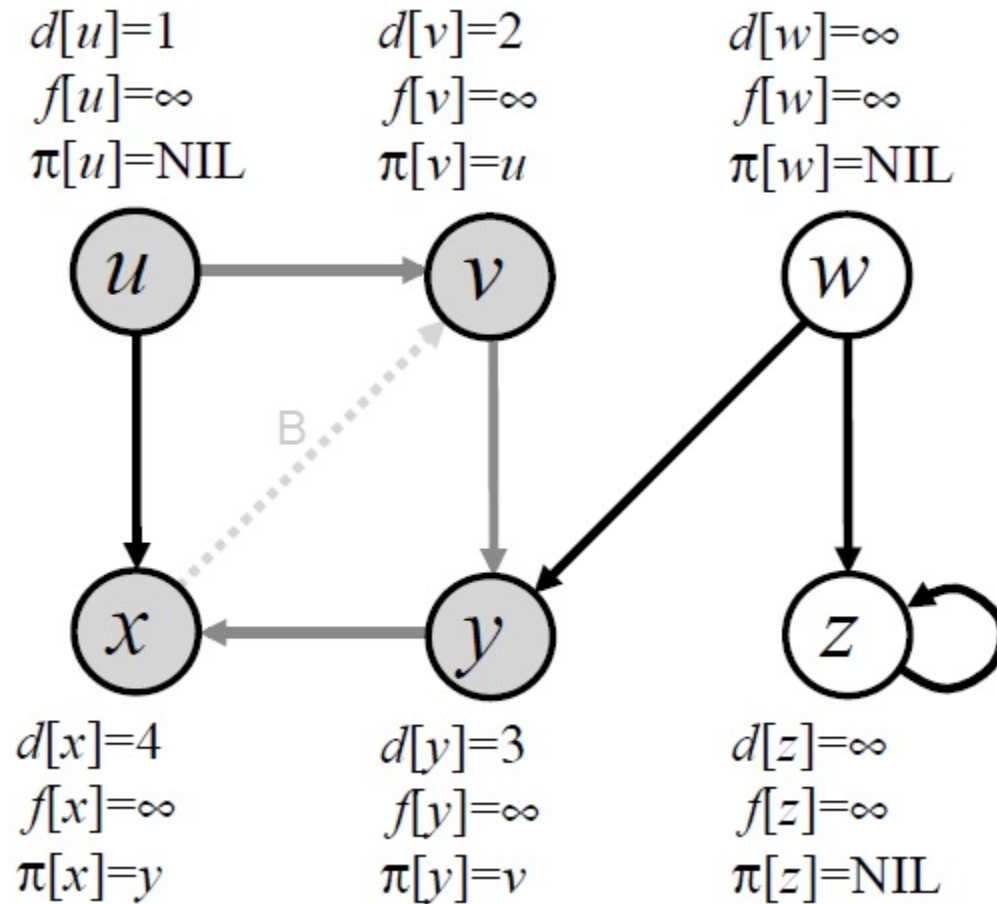 d[u]=1
f[u]=∞
π[u]=NIL
d[v]=2
f[v]=∞
π[v]=u
d[w]=∞
f[w]=∞
π[w]=NIL
u
v
w
B
x
y
z
d[x]=4
f[x]=∞
π[x]=y
d[y]=3
f[y]=∞
π[y]=v
d[z]=∞
f[z]=∞
π[z]=NIL